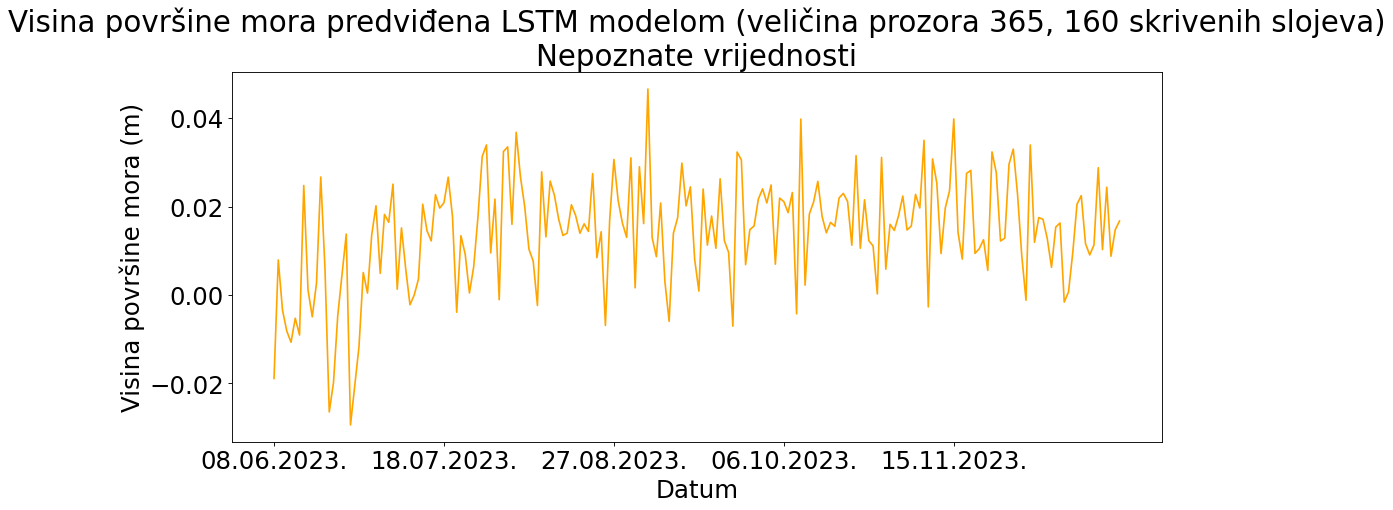 Visina površine mora predviđena LSTM modelom (veličina prozora 365, 160 skrivenih slojeva)
Nepoznate vrijednosti
Visina površine mora (m)
0.04
0.02
0.00
−0.02
08.06.2023. 18.07.2023. 27.08.2023. 06.10.2023. 15.11.2023.
Datum